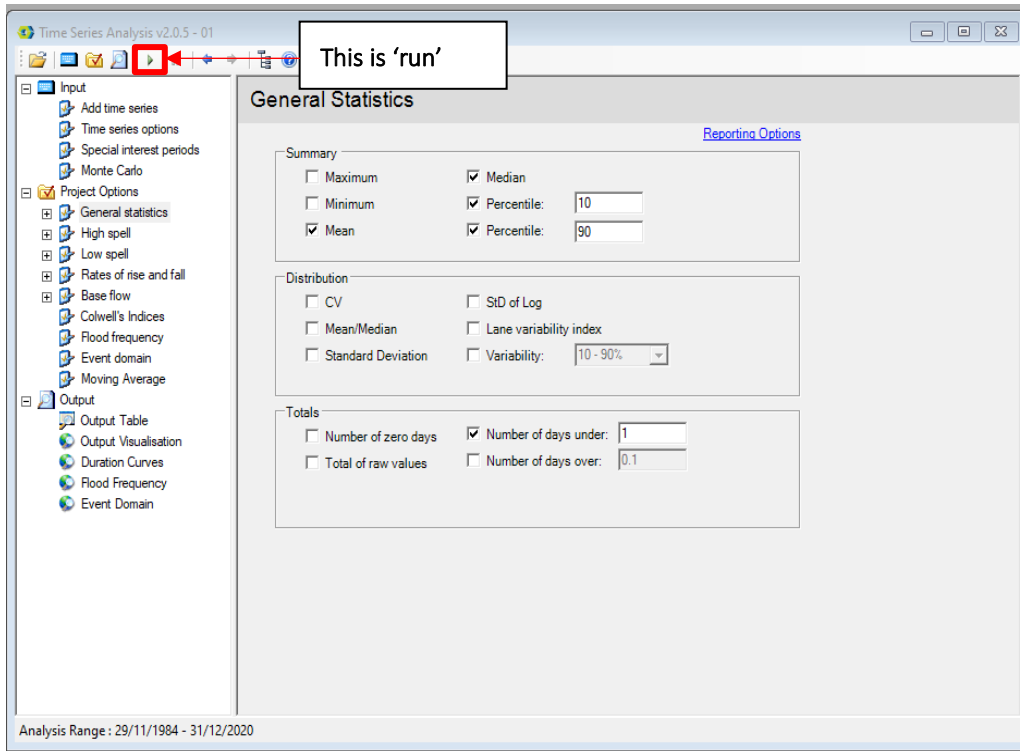 Time Series Analysis v2.0.5 - 01
This is ‘run’
Input
Add time series
Time series options
Special interest periods
Monte Carlo
Project Options
General statistics
High spell
Low spell
Rates of rise and fall
Base flow
Colwell's Indices
Flood frequency
Event domain
Moving Average
Output
Output Table
Output Visualisation
Duration Curves
Flood Frequency
Event Domain
General Statistics
Reporting Options
Summary
Maximum
Median
Minimum
Percentile: 10
Mean
Percentile: 90
Distribution
CV
StD of Log
Mean/Median
Lane variability index
Standard Deviation
Variability: 10 - 90%
Totals
Number of zero days
Number of days under: 1
Total of raw values
Number of days over: 0.1
Analysis Range : 29/11/1984 - 31/12/2020